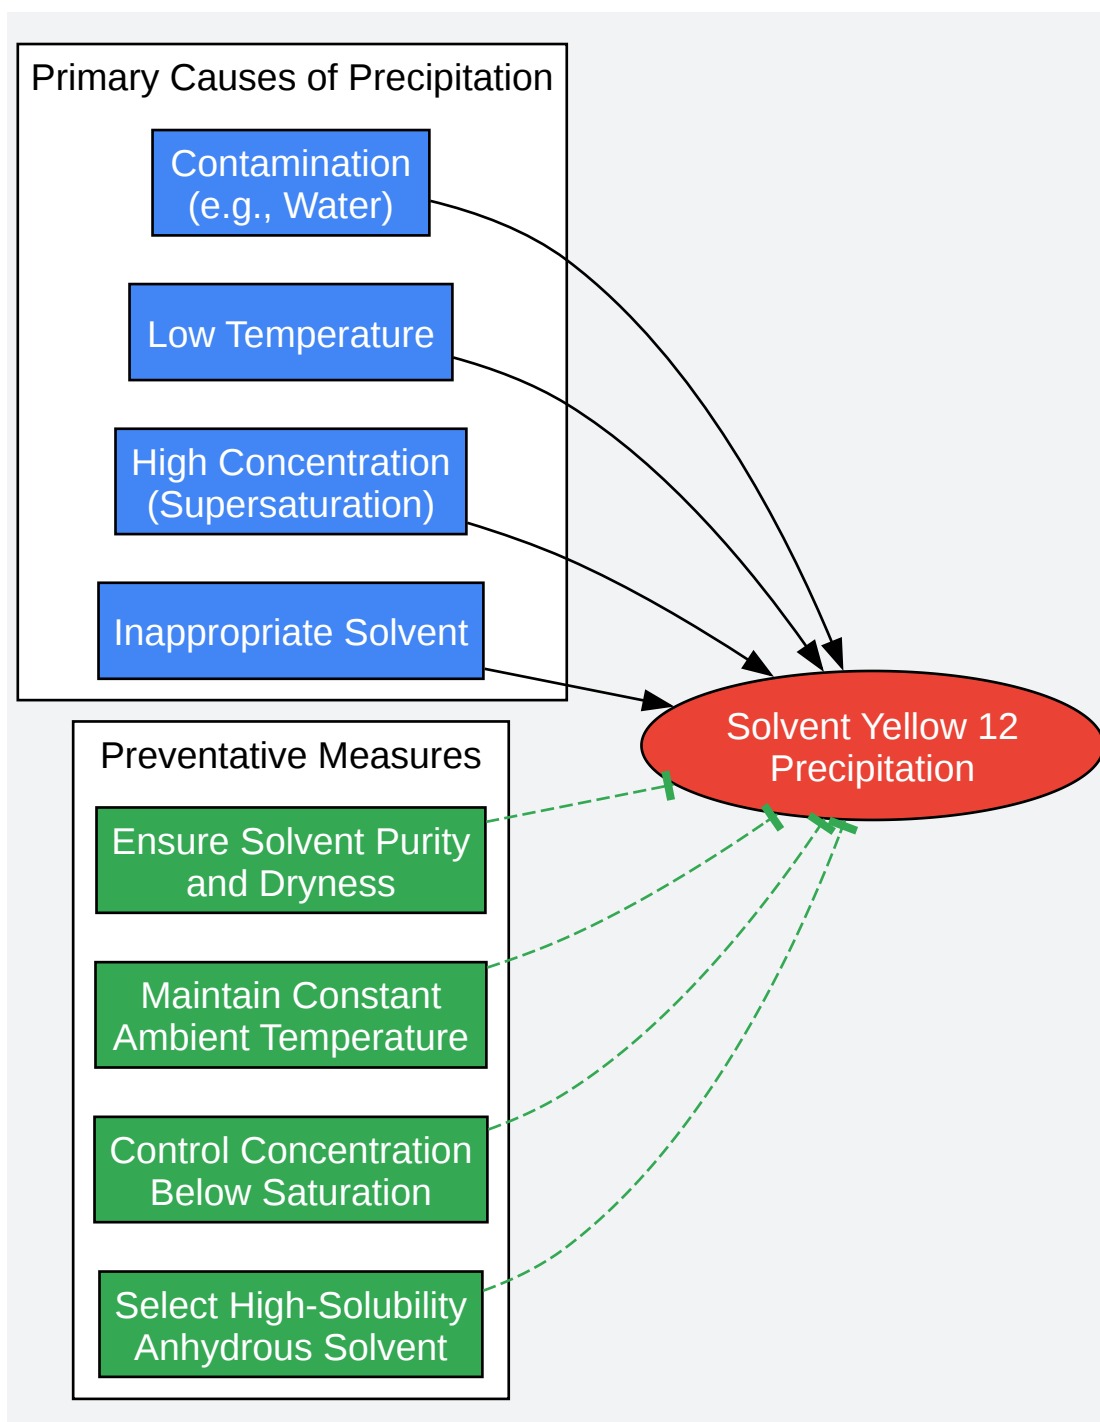 Primary Causes of Precipitation
Contamination
(e.g., Water)
Low Temperature
High Concentration
(Supersaturation)
Inappropriate Solvent
Solvent Yellow 12
Precipitation
Preventative Measures
Ensure Solvent Purity
and Dryness
Maintain Constant
Ambient Temperature
Control Concentration
Below Saturation
Select High-Solubility
Anhydrous Solvent